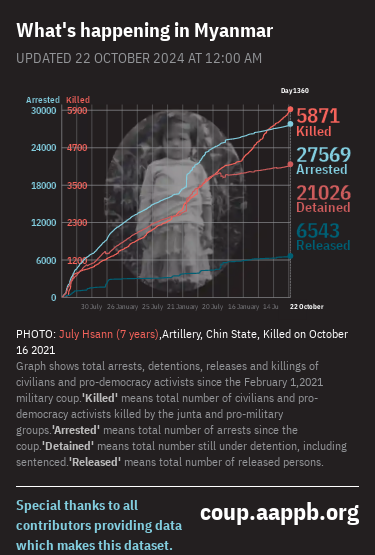 What's happening in Myanmar
UPDATED 22 OCTOBER 2024 AT 12:00 AM
Day1360
Arrested Killed
30000 5900
24000 4700
18000 3500
12000 2300
6000 1200
0
5871
Killed
27569
Arrested
21026
Detained
6543
Released
30 July 26 January 25 July 21 January 20 July 16 January 14 Ju 22 October
PHOTO: July Hsann (7 years),Artillery, Chin State, Killed on October
16 2021
Graph shows total arrests, detentions, releases and killings of
civilians and pro-democracy activists since the February 1,2021
military coup.'Killed' means total number of civilians and pro-
democracy activists killed by the junta and pro-military
groups.'Arrested' means total number of arrests since the
coup.'Detained' means total number still under detention, including
sentenced.'Released' means total number of released persons.
Special thanks to all
contributors providing data
which makes this dataset.
coup.aappb.org